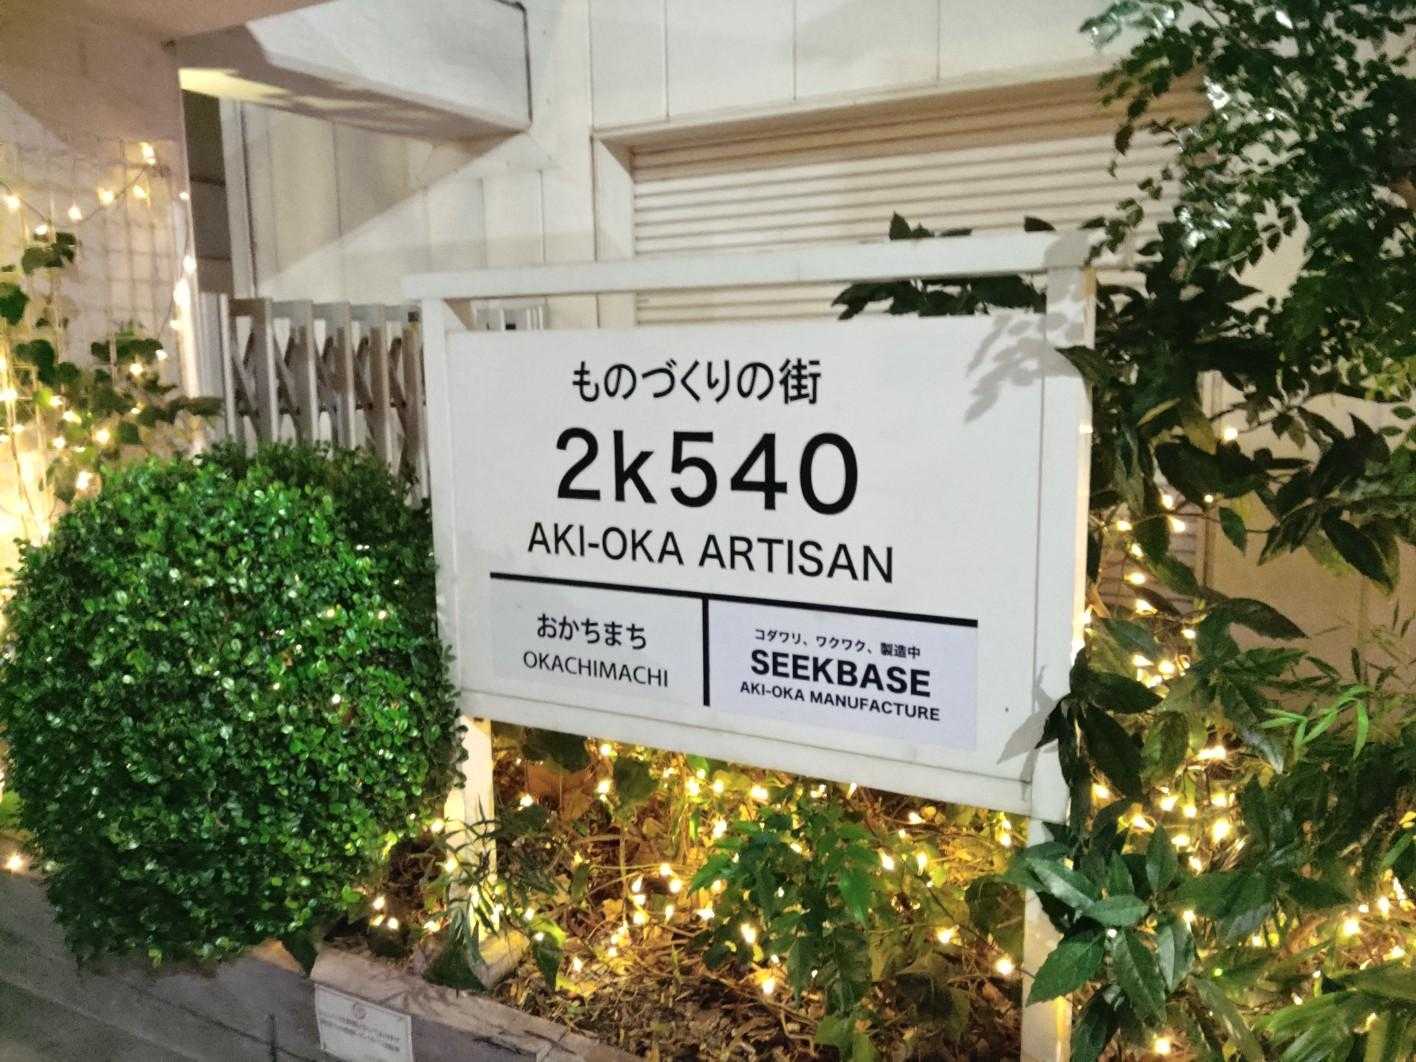 ものづくりの街
2k540
AKI-OKA ARTISAN
おかちまち
OKACHIMACHI
コダワリ、ワクワク、製造中
SEEKBASE
AKI-OKA MANUFACTURE